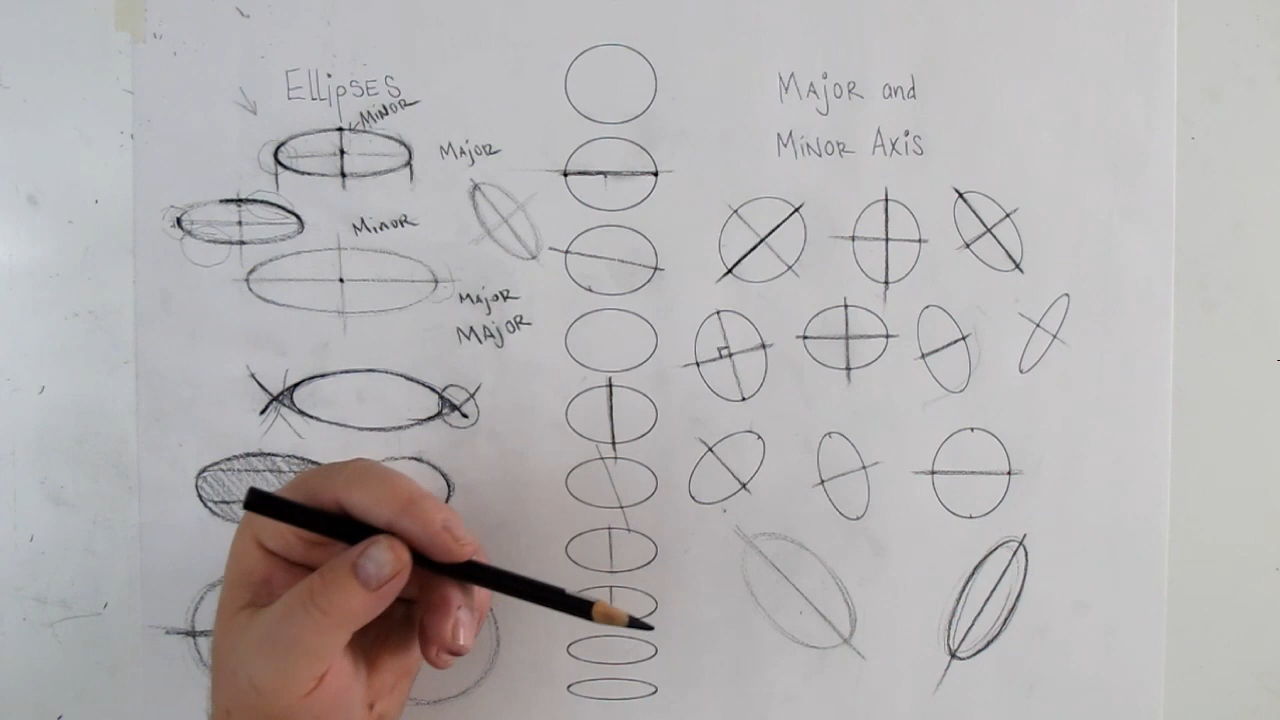 EllipSES
MiNOR
MAjOR
MiNOR
MAjOR
MAjOR
MAjOR and
MiNOR AXiS